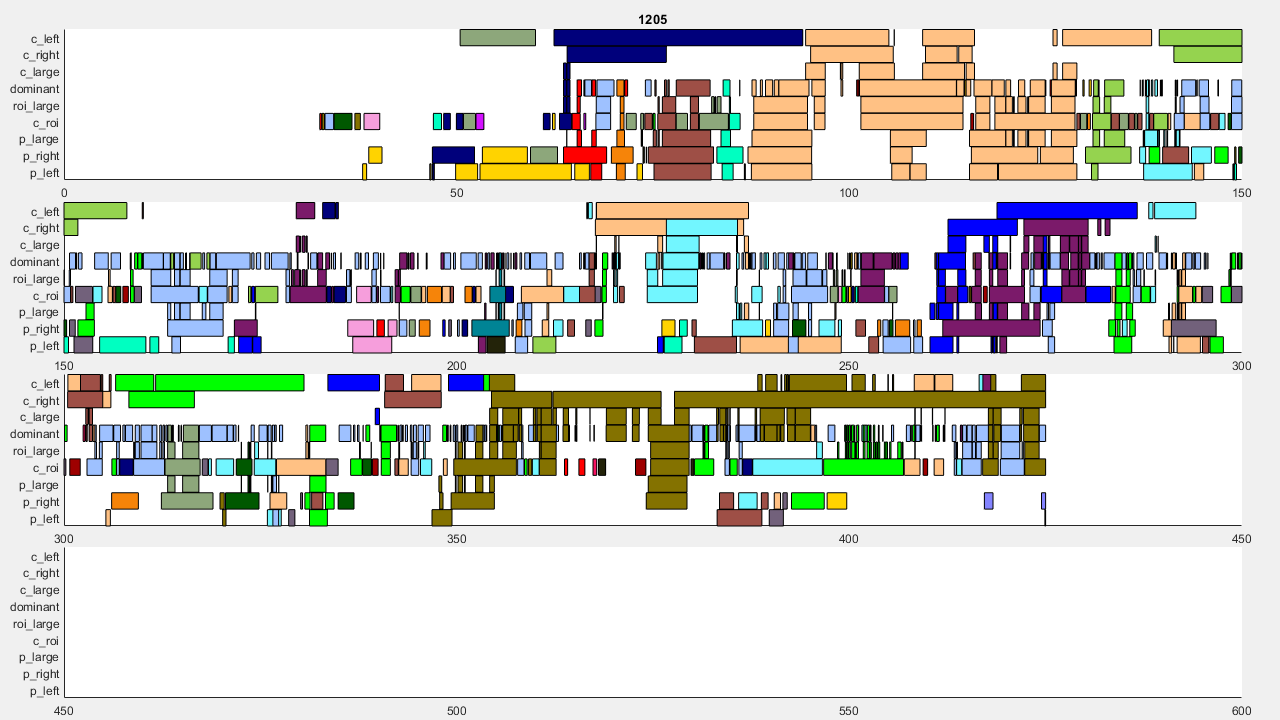 1205
c_left
c_right
c_large
dominant
roi_large
c_roi
p_large
p_right
p_left
0 50 100 150
c_left
c_right
c_large
dominant
roi_large
c_roi
p_large
p_right
p_left
150 200 250 300
c_left
c_right
c_large
dominant
roi_large
c_roi
p_large
p_right
p_left
300 350 400 450
c_left
c_right
c_large
dominant
roi_large
c_roi
p_large
p_right
p_left
450 500 550 600